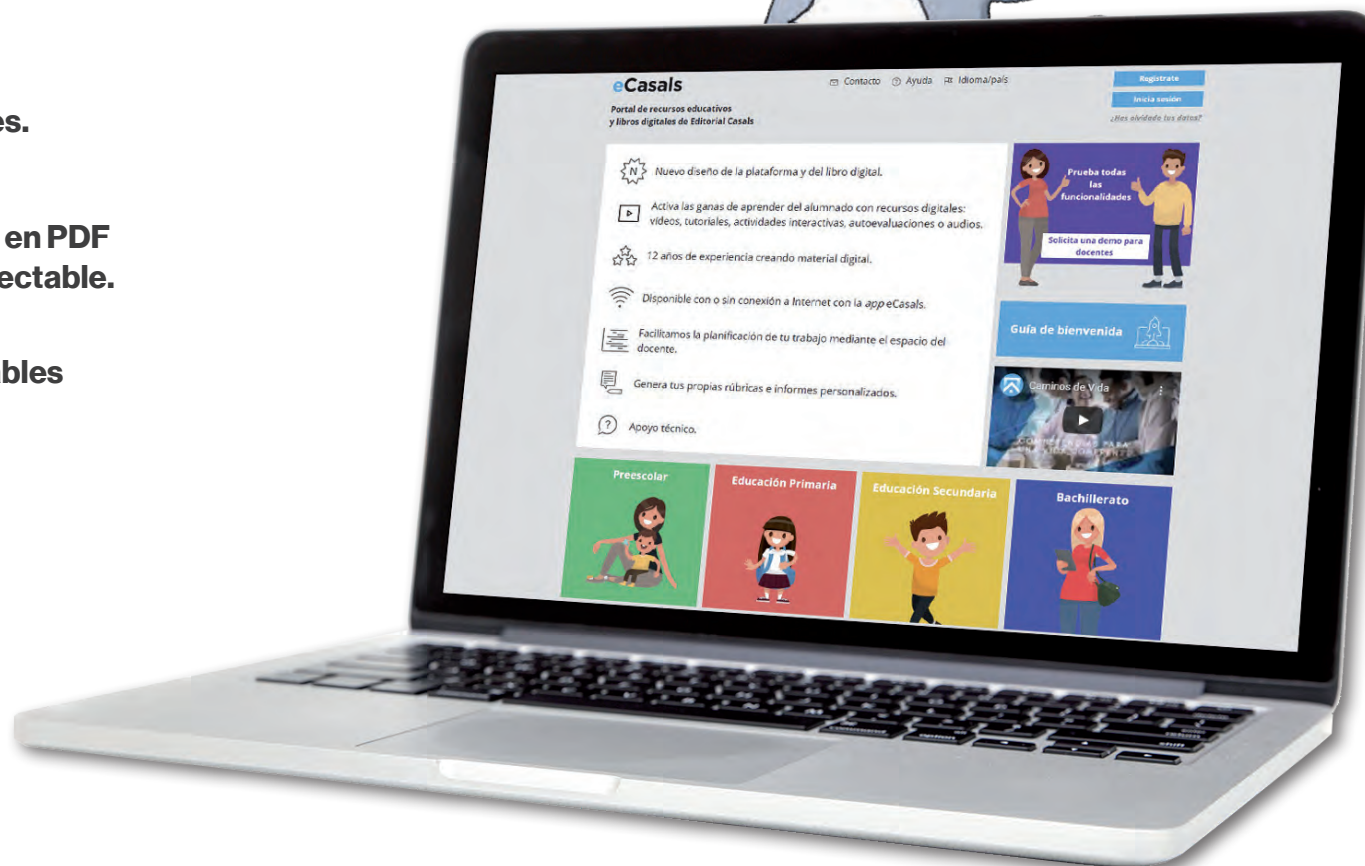 es.
en PDF
ectable.
ables
eCasals
Portal de recursos educativos
y libros digitales de Editorial Casals
Contacto
Ayuda
Idioma/país
Regístrate
Inicia sesión
¿Has olvidado tus datos?
N
Nuevo diseño de la plataforma y del libro digital.
Activa las ganas de aprender del alumnado con recursos digitales:
vídeos, tutoriales, actividades interactivas, autoevaluaciones o audios.
12 años de experiencia creando material digital.
Disponible con o sin conexión a Internet con la app eCasals.
Facilitamos la planificación de tu trabajo mediante el espacio del
docente.
Genera tus propias rúbricas e informes personalizados.
?
Apoyo técnico.
Prueba todas
las
funcionalidades
Solicita una demo para
docentes
Guía de bienvenida
Caminos de Vida
Preescolar
Educación Primaria
Educación Secundaria
Bachillerato
command
option
return
shift